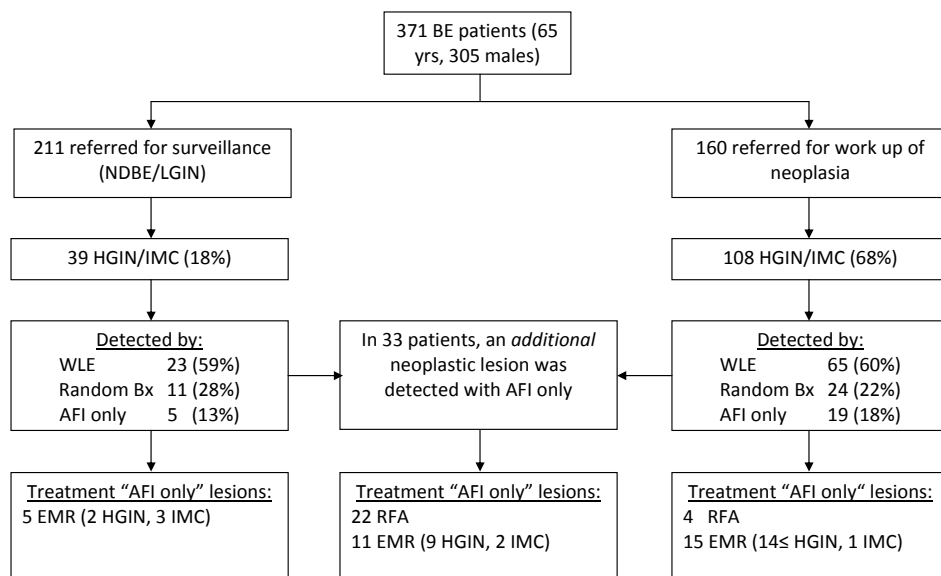 371 BE patients (65
yrs, 305 males)
211 referred for surveillance
(NDBE/LGIN)
160 referred for work up of
neoplasia
39 HGIN/IMC (18%)
108 HGIN/IMC (68%)
Detected by:
WLE 23 (59%)
Random Bx 11 (28%)
AFI only 5 (13%)
In 33 patients, an additional
neoplastic lesion was
detected with AFI only
Detected by:
WLE 65 (60%)
Random Bx 24 (22%)
AFI only 19 (18%)
Treatment “AFI only” lesions:
5 EMR (2 HGIN, 3 IMC)
Treatment “AFI only” lesions:
22 RFA
11 EMR (9 HGIN, 2 IMC)
Treatment “AFI only“ lesions:
4 RFA
15 EMR (14≤ HGIN, 1 IMC)